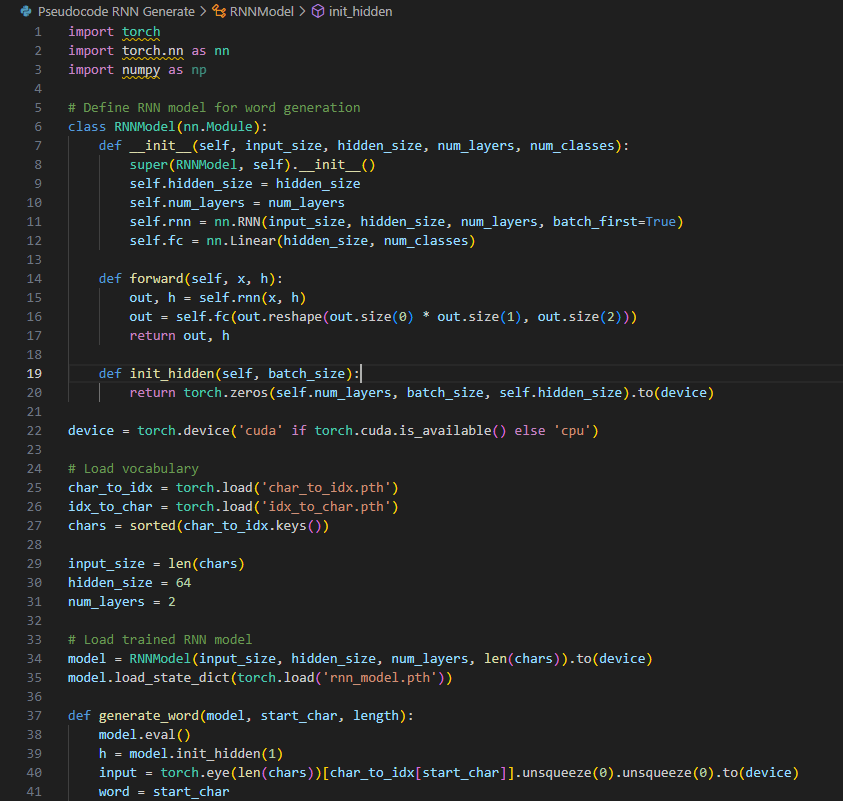 Pseudocode RNN Generate > RNNModel > init_hidden
1 import torch
2 import torch.nn as nn
3 import numpy as np
4
5 # Define RNN model for word generation
6 class RNNModel(nn.Module):
7     def __init__(self, input_size, hidden_size, num_layers, num_classes):
8         super(RNNModel, self).__init__()
9         self.hidden_size = hidden_size
10         self.num_layers = num_layers
11         self.rnn = nn.RNN(input_size, hidden_size, num_layers, batch_first=True)
12         self.fc = nn.Linear(hidden_size, num_classes)
13
14     def forward(self, x, h):
15         out, h = self.rnn(x, h)
16         out = self.fc(out.reshape(out.size(0) * out.size(1), out.size(2)))
17         return out, h
18
19     def init_hidden(self, batch_size):
20         return torch.zeros(self.num_layers, batch_size, self.hidden_size).to(device)
21
22 device = torch.device('cuda' if torch.cuda.is_available() else 'cpu')
23
24 # Load vocabulary
25 char_to_idx = torch.load('char_to_idx.pth')
26 idx_to_char = torch.load('idx_to_char.pth')
27 chars = sorted(char_to_idx.keys())
28
29 input_size = len(chars)
30 hidden_size = 64
31 num_layers = 2
32
33 # Load trained RNN model
34 model = RNNModel(input_size, hidden_size, num_layers, len(chars)).to(device)
35 model.load_state_dict(torch.load('rnn_model.pth'))
36
37 def generate_word(model, start_char, length):
38     model.eval()
39     h = model.init_hidden(1)
40     input = torch.eye(len(chars))[char_to_idx[start_char]].unsqueeze(0).unsqueeze(0).to(device)
41     word = start_char